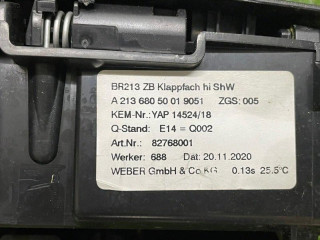 BR213 ZB Klappfach hi ShW
A 213 680 50 01 9051 ZGS: 005
KEM-Nr.: YAP 14524/18
Q-Stand: E14 = Q002
Art.Nr.: 82768001
Werker: 688 Dat: 20.11.2020
WEBER GmbH & Co.KG 0.13s 25.5°C